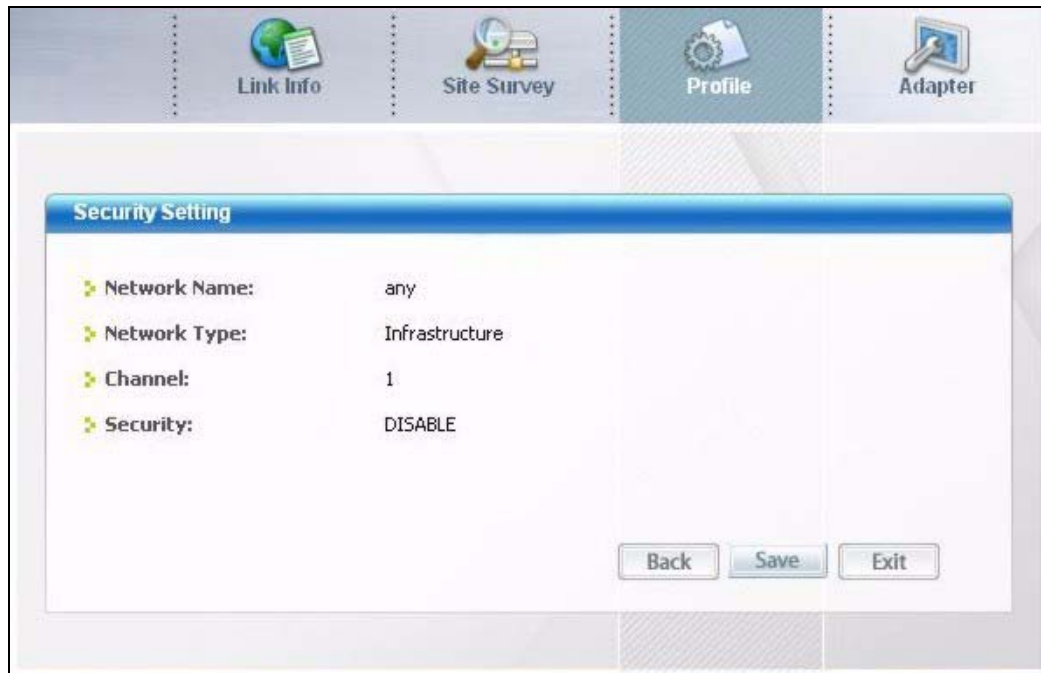 Link Info
Site Survey
Profile
Adapter
Security Setting
Network Name: any
Network Type: Infrastructure
Channel: 1
Security: DISABLE
Back
Save
Exit